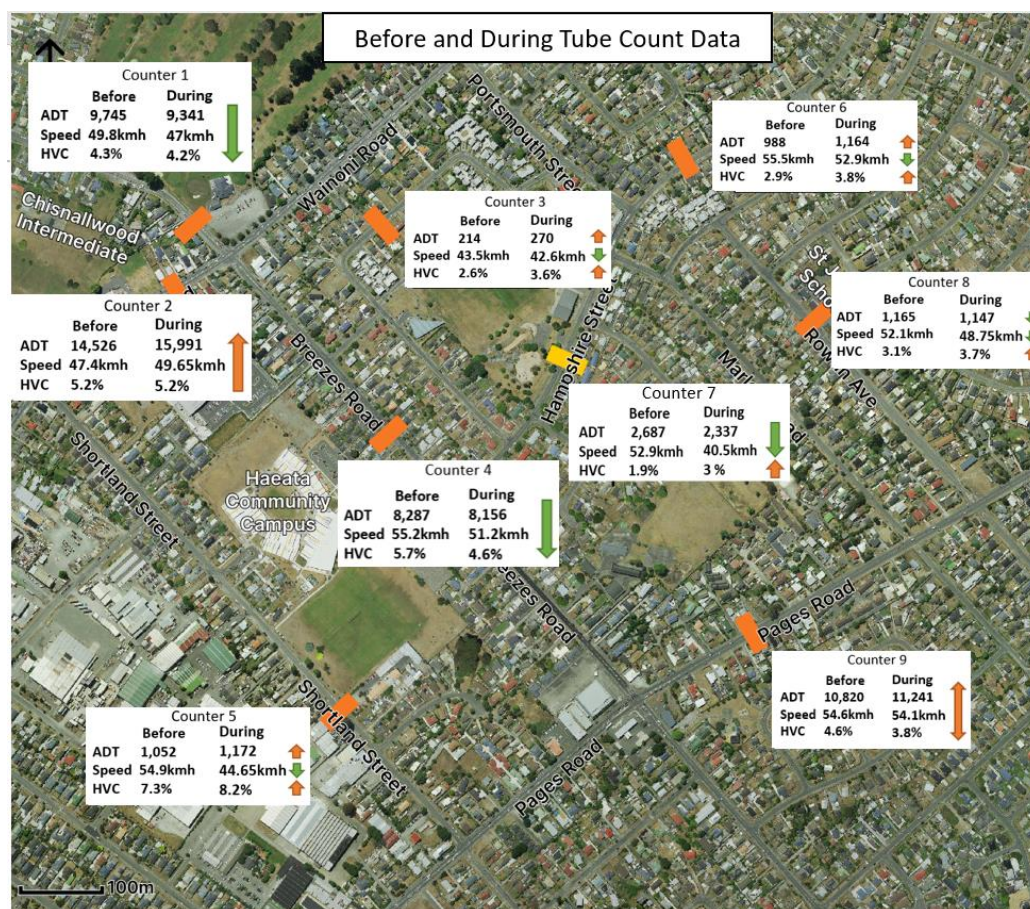 Before and During Tube Count Data
Counter 1
Before During
ADT 9,745 9,341
Speed 49.8kmh 47kmh
HVC 4.3% 4.2%
Portsmouth Street
Counter 6
Before During
ADT 988 1,164
Speed 55.5kmh 52.9kmh
HVC 2.9% 3.8%
Wainoni Road
Chisnallwood
Intermediate
Counter 3
Before During
ADT 214 270
Speed 43.5kmh 42.6kmh
HVC 2.6% 3.6%
Counter 2
Before During
ADT 14,526 15,991
Speed 47.4kmh 49.65kmh
HVC 5.2% 5.2%
Breezes Road
Hampshire Street
Counter 8
Before During
ADT 1,165 1,147
Speed 52.1kmh 48.75kmh
HVC 3.1% 3.7%
Counter 7
Before During
ADT 2,687 2,337
Speed 52.9kmh 40.5kmh
HVC 1.9% 3 %
Shortland Street
Haeata
Community
Campus
Counter 4
Before During
ADT 8,287 8,156
Speed 55.2kmh 51.2kmh
HVC 5.7% 4.6%
eezes Road
Pages Road
Counter 9
Before During
ADT 10,820 11,241
Speed 54.6kmh 54.1kmh
HVC 4.6% 3.8%
Shortland Street
Counter 5
Before During
ADT 1,052 1,172
Speed 54.9kmh 44.65kmh
HVC 7.3% 8.2%
Pages Road
100m